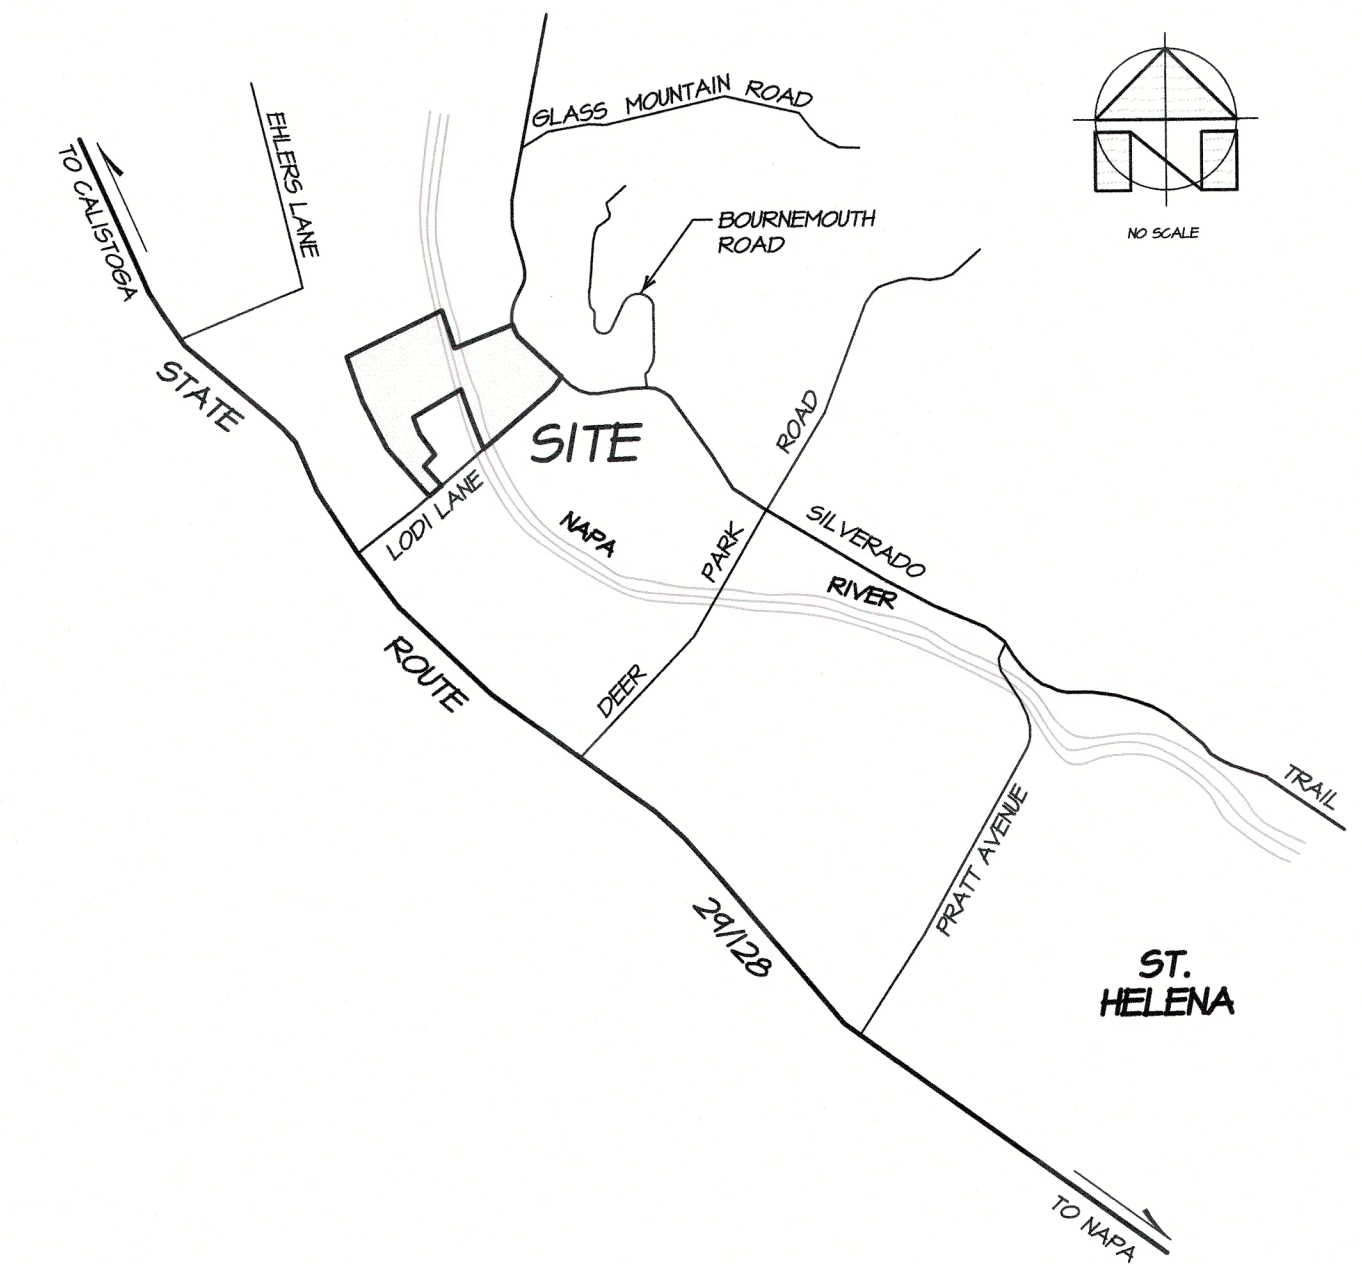 GLASS MOUNTAIN ROAD
EHLERS LANE
TO CALISTOGA
BOURNEMOUTH
ROAD
N
NO SCALE
STATE
ROUTE
29/128
SITE
LODI LANE
NAPA
RIVER
DEER
PARK
ROAD
SILVERADO
TRAIL
PRATT AVENUE
ST.
HELENA
TO NAPA